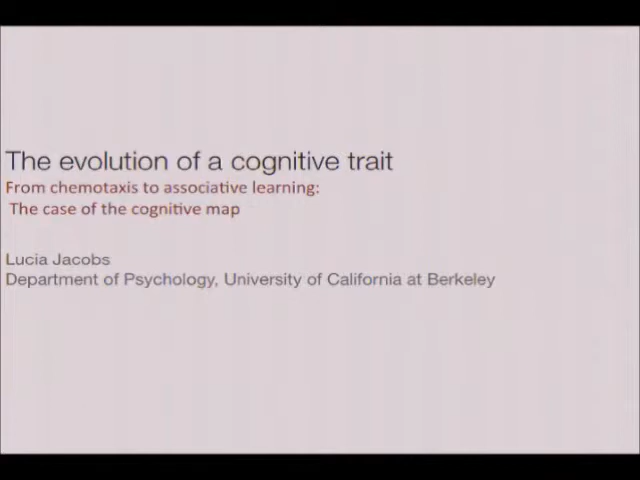 The evolution of a cognitive trait
From chemotaxis to associative learning:
The case of the cognitive map
Lucia Jacobs
Department of Psychology, University of California at Berkeley